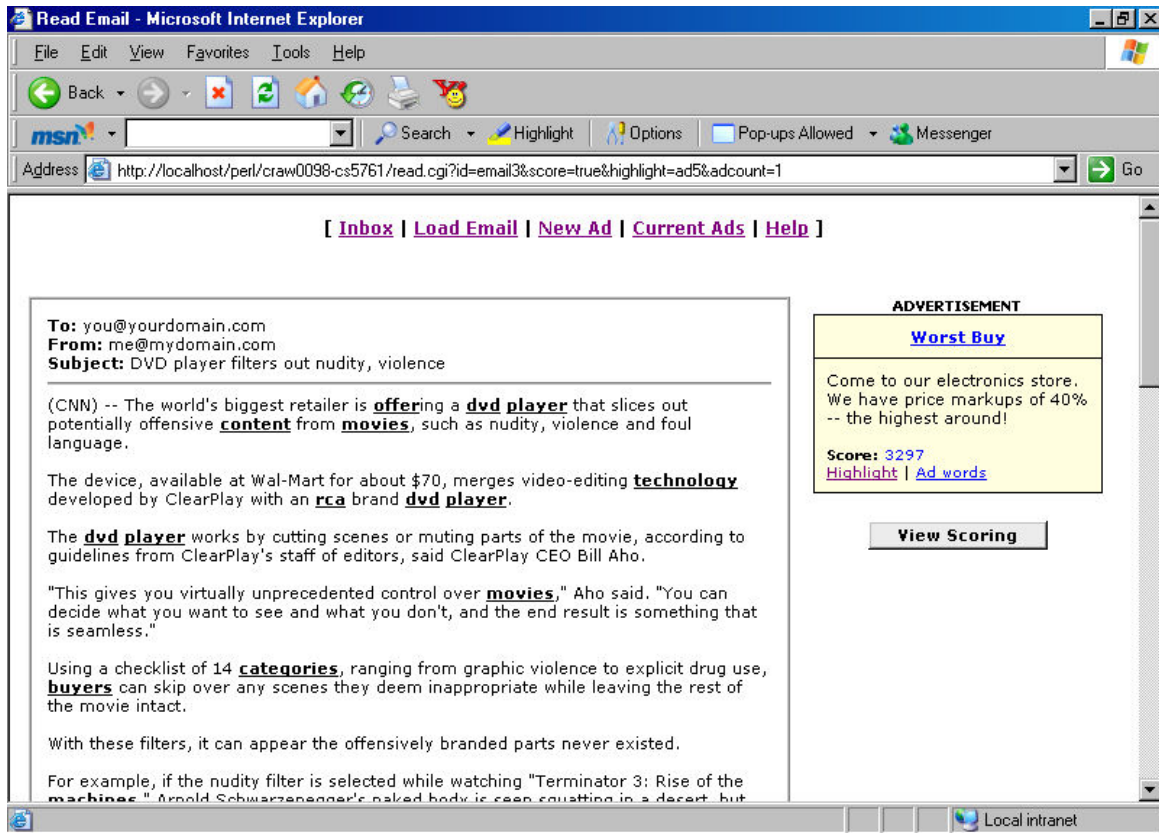 Read Email - Microsoft Internet Explorer
File Edit View Favorites Tools Help
Back
msn Search Highlight Options Pop-ups Allowed Messenger
Address http://localhost/perl/craw0098-cs5761/read.cgi?id=email3&score=true&highlight=ad5&adcount=1 Go
[ Inbox | Load Email | New Ad | Current Ads | Help ]
To: you@yourdomain.com
From: me@mydomain.com
Subject: DVD player filters out nudity, violence
(CNN) -- The world's biggest retailer is offering a dvd player that slices out
potentially offensive content from movies, such as nudity, violence and foul
language.
The device, available at Wal-Mart for about $70, merges video-editing technology
developed by ClearPlay with an rca brand dvd player.
The dvd player works by cutting scenes or muting parts of the movie, according to
guidelines from ClearPlay's staff of editors, said ClearPlay CEO Bill Aho.
"This gives you virtually unprecedented control over movies," Aho said. "You can
decide what you want to see and what you don't, and the end result is something that
is seamless."
Using a checklist of 14 categories, ranging from graphic violence to explicit drug use,
buyers can skip over any scenes they deem inappropriate while leaving the rest of
the movie intact.
With these filters, it can appear the offensively branded parts never existed.
For example, if the nudity filter is selected while watching "Terminator 3: Rise of the
machines," Arnold Schwarzenegger's naked body is seen squatting in a desert, but
ADVERTISEMENT
Worst Buy
Come to our electronics store.
We have price markups of 40%
-- the highest around!
Score: 3297
Highlight | Ad words
View Scoring
Local intranet